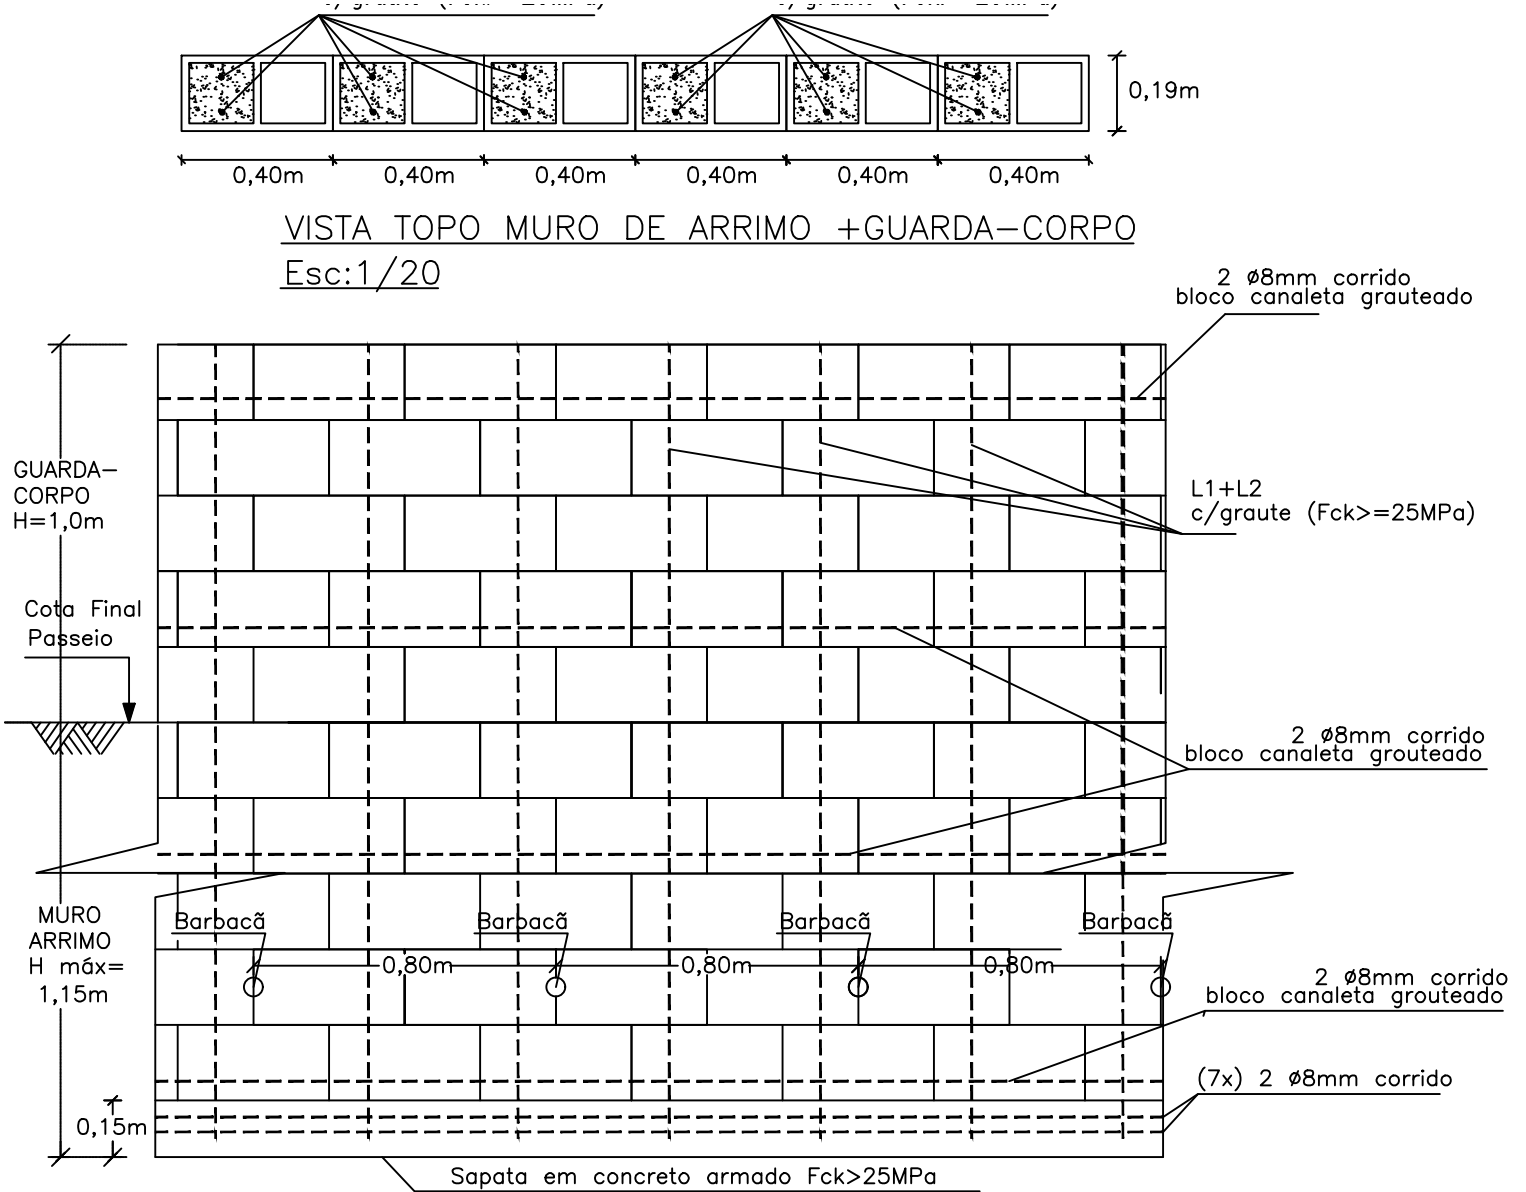 0,19m
0,40m 0,40m 0,40m 0,40m 0,40m 0,40m
VISTA TOPO MURO DE ARRIMO +GUARDA-CORPO
Esc:1/20
2 ø8mm corrido
bloco canaleta grauteado
GUARDA-
CORPO
H=1,0m
L1+L2
c/graute (Fck>=25MPa)
Cota Final
Passeio
2 ø8mm corrido
bloco canaleta grouteado
MURO
ARRIMO
H máx=
1,15m
Barbacã Barbacã Barbacã Barbacã
0,80m 0,80m 0,80m
2 ø8mm corrido
bloco canaleta grouteado
(7x) 2 ø8mm corrido
0,15m
Sapata em concreto armado Fck>25MPa